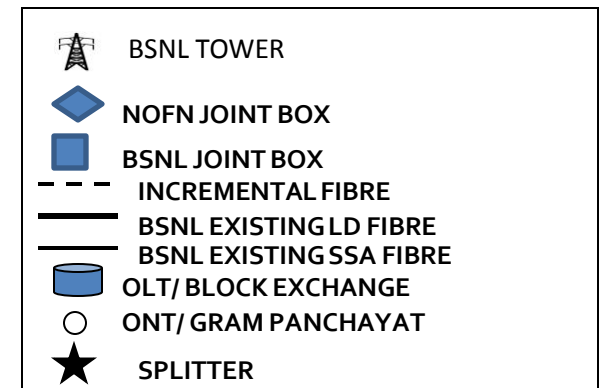 BSNL TOWER
NOFN JOINT BOX
BSNL JOINT BOX
INCREMENTAL FIBRE
BSNL EXISTING LD FIBRE
BSNL EXISTING SSA FIBRE
OLT/ BLOCK EXCHANGE
ONT/ GRAM PANCHAYAT
SPLITTER